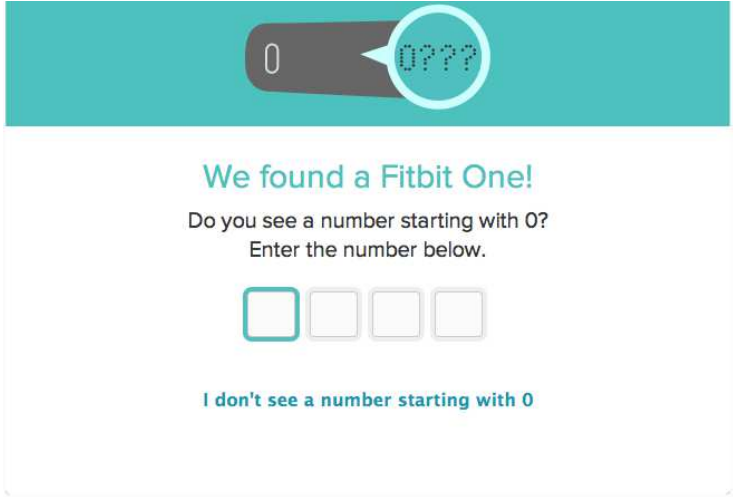 0
0???
We found a Fitbit One!
Do you see a number starting with 0?
Enter the number below.
I don't see a number starting with 0